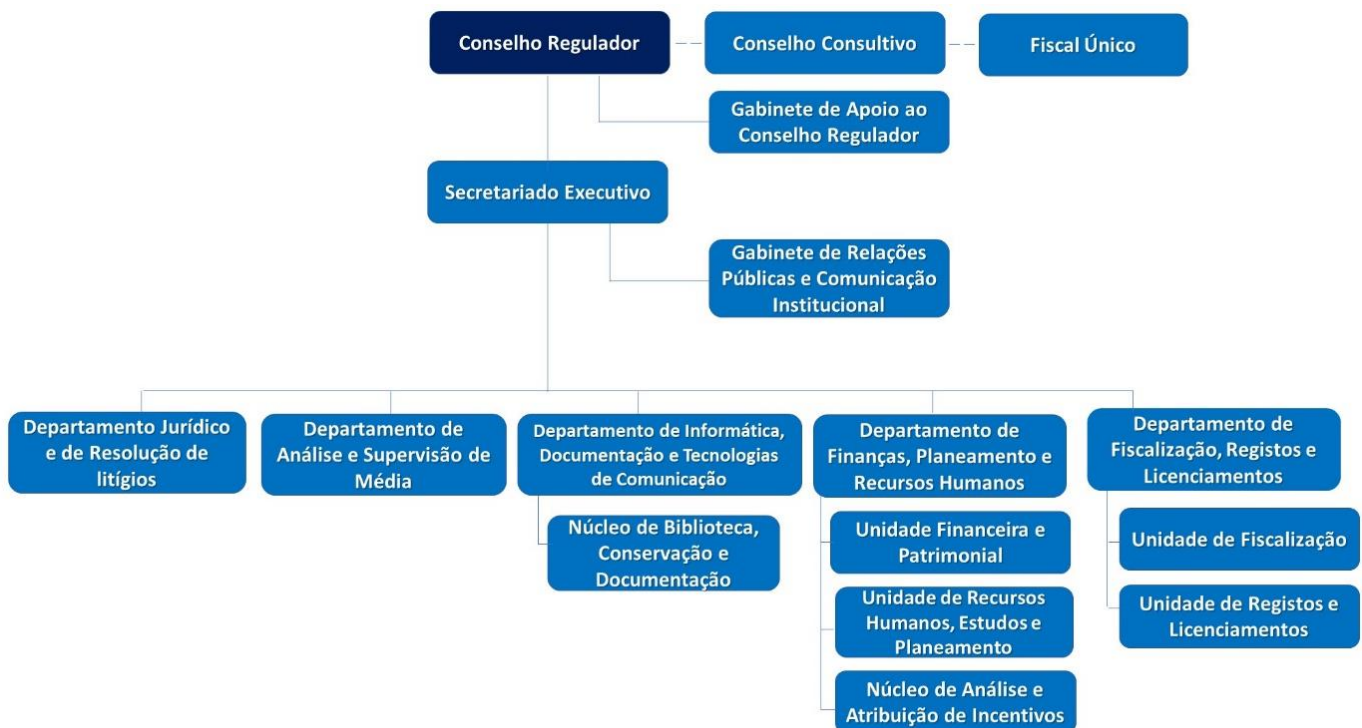 Conselho Regulador
Conselho Consultivo
Fiscal Único
Gabinete de Apoio ao
Conselho Regulador
Secretariado Executivo
Gabinete de Relações
Públicas e Comunicação
Institucional
Departamento Jurídico
e de Resolução de
litígios
Departamento de
Análise e Supervisão de
Média
Departamento de Informática,
Documentação e Tecnologias
de Comunicação
Departamento de
Finanças, Planeamento e
Recursos Humanos
Departamento de
Fiscalização, Registos e
Licenciamentos
Núcleo de Biblioteca,
Conservação e
Documentação
Unidade Financeira e
Patrimonial
Unidade de Recursos
Humanos, Estudos e
Planeamento
Núcleo de Análise e
Atribuição de Incentivos
Unidade de Fiscalização
Unidade de Registos e
Licenciamentos